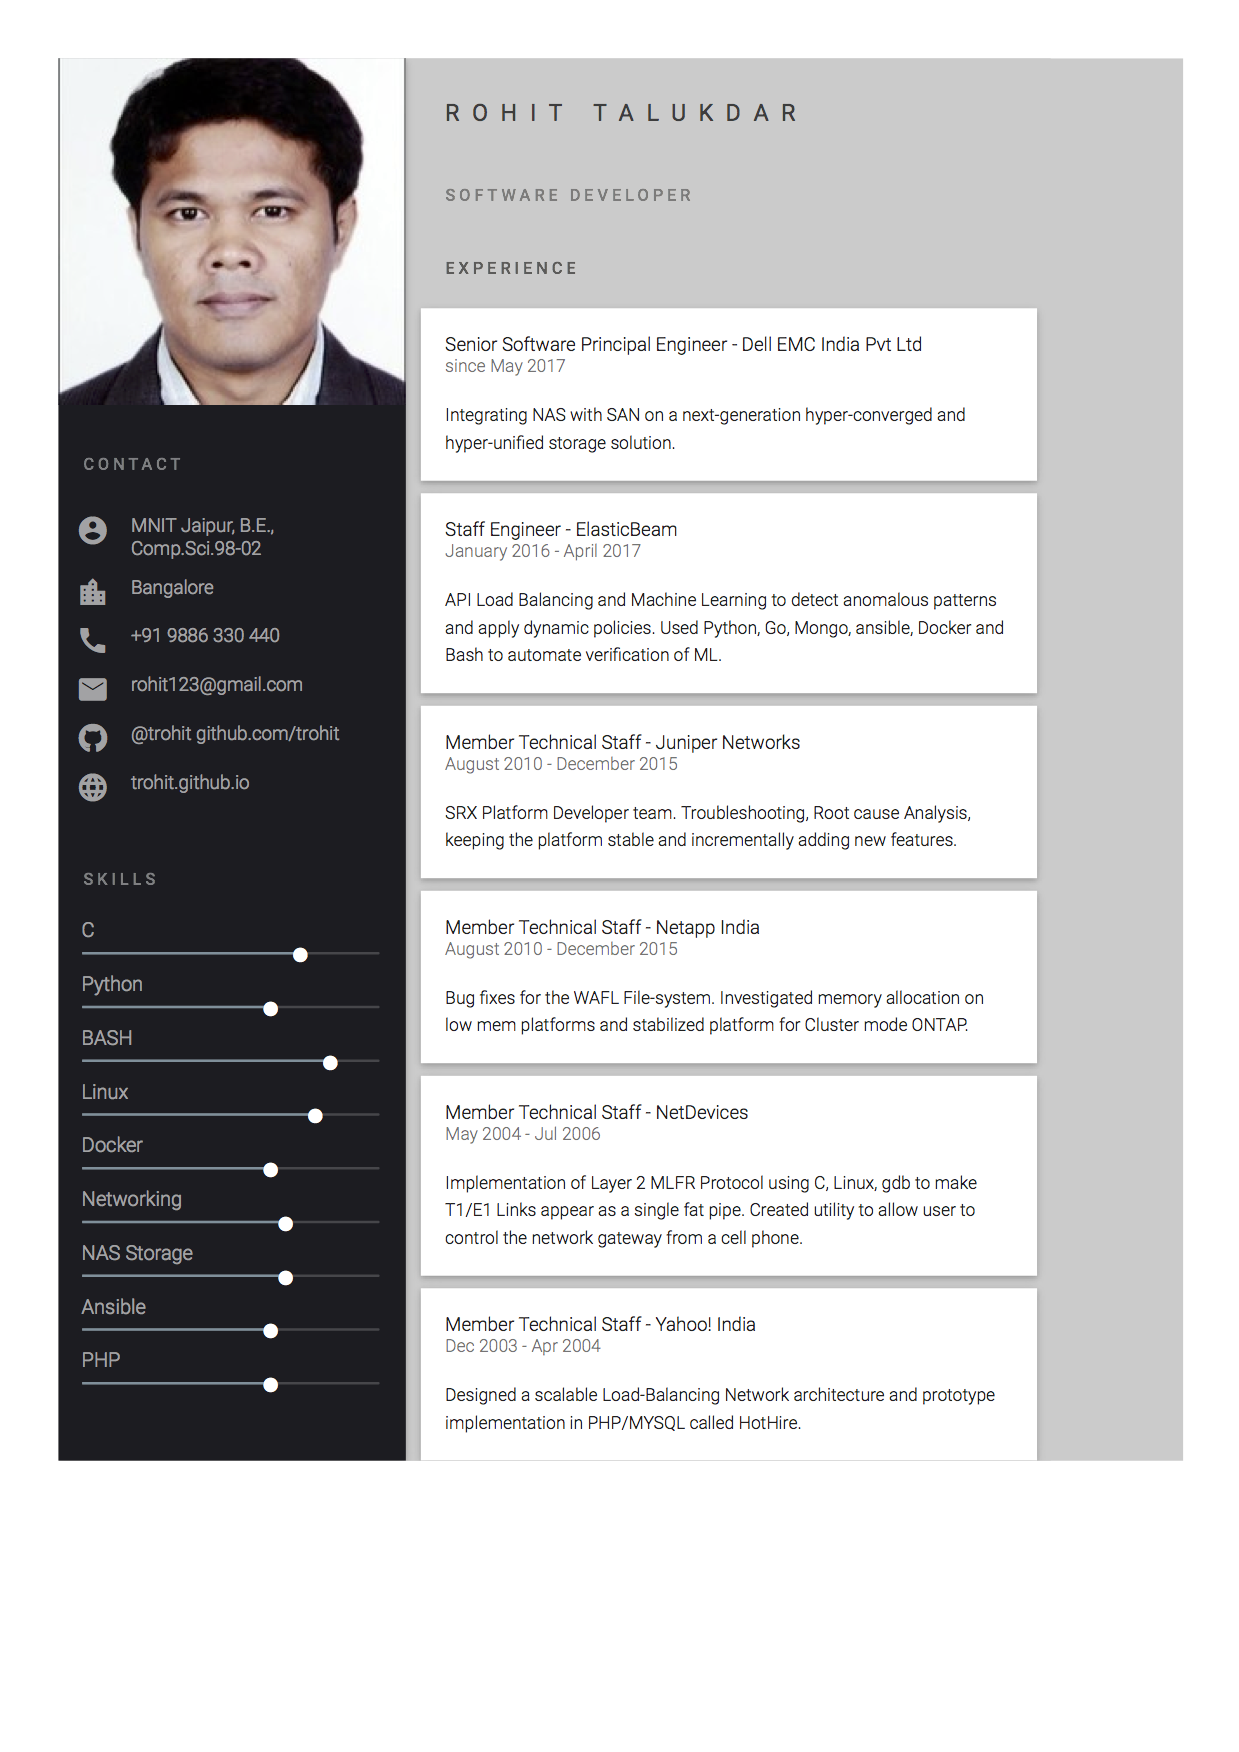 ROHIT TALUKDAR
SOFTWARE DEVELOPER
EXPERIENCE
Senior Software Principal Engineer - Dell EMC India Pvt Ltd
since May 2017
Integrating NAS with SAN on a next-generation hyper-converged and
hyper-unified storage solution.
Staff Engineer - ElasticBeam
January 2016 - April 2017
API Load Balancing and Machine Learning to detect anomalous patterns
and apply dynamic policies. Used Python, Go, Mongo, ansible, Docker and
Bash to automate verification of ML.
Member Technical Staff - Juniper Networks
August 2010 - December 2015
SRX Platform Developer team. Troubleshooting, Root cause Analysis,
keeping the platform stable and incrementally adding new features.
Member Technical Staff - Netapp India
August 2010 - December 2015
Bug fixes for the WAFL File-system. Investigated memory allocation on
low mem platforms and stabilized platform for Cluster mode ONTAP.
Member Technical Staff - NetDevices
May 2004 - Jul 2006
Implementation of Layer 2 MLFR Protocol using C, Linux, gdb to make
T1/E1 Links appear as a single fat pipe. Created utility to allow user to
control the network gateway from a cell phone.
Member Technical Staff - Yahoo! India
Dec 2003 - Apr 2004
Designed a scalable Load-Balancing Network architecture and prototype
implementation in PHP/MYSQL called HotHire.
CONTACT
MNIT Jaipur, B.E.,
Comp.Sci.98-02
Bangalore
+91 9886 330 440
rohit123@gmail.com
@trohit github.com/trohit
trohit.github.io
SKILLS
C
Python
BASH
Linux
Docker
Networking
NAS Storage
Ansible
PHP